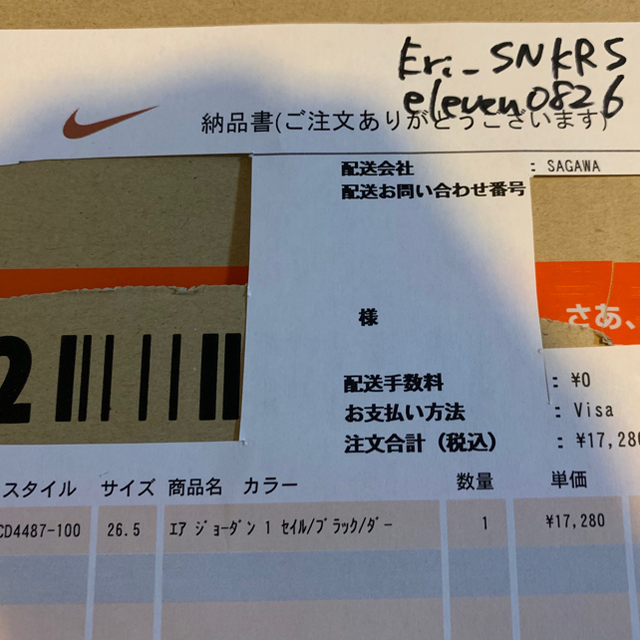 Eri_SNKRS
eleven0826
納品書(ご注文ありがとうございます)
配送会社 : SAGAWA
配送お問い合わせ番号
様
さあ、
2
配送手数料 : ¥0
お支払い方法 : Visa
注文合計(税込) : ¥17,280
スタイル サイズ 商品名 カラー 数量 単価
CD4487-100 26.5 ｴｱ ｼﾞｮｰﾀﾞﾝ 1 ｾｲﾙ/ﾌﾞﾗｯｸ/ﾀﾞｰ 1 ¥17,280